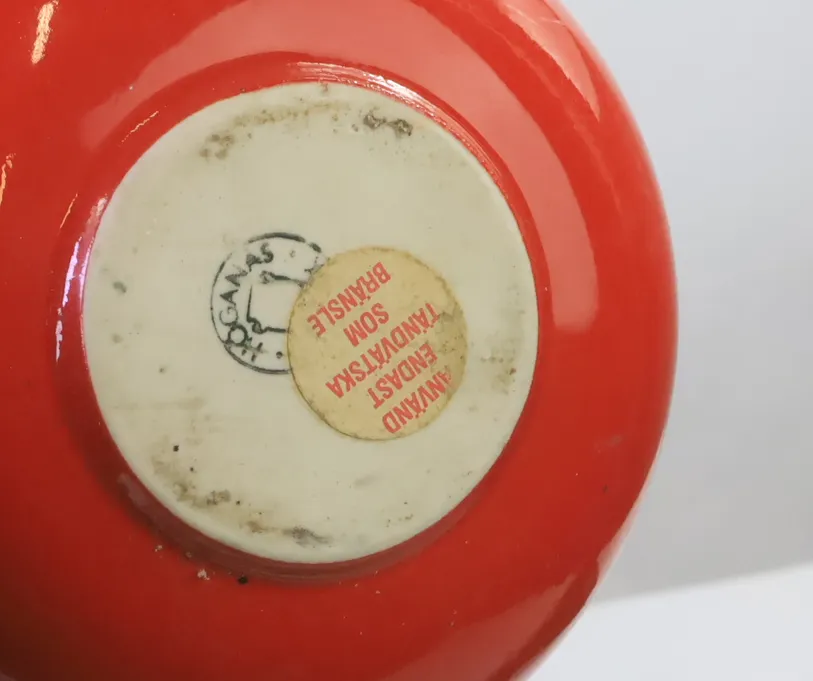 HÖGANÄS
ANVÄND
ENDAST
TÄNDVÄTSKA
SOM
BRÄNSLE